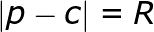 |p − c| = R